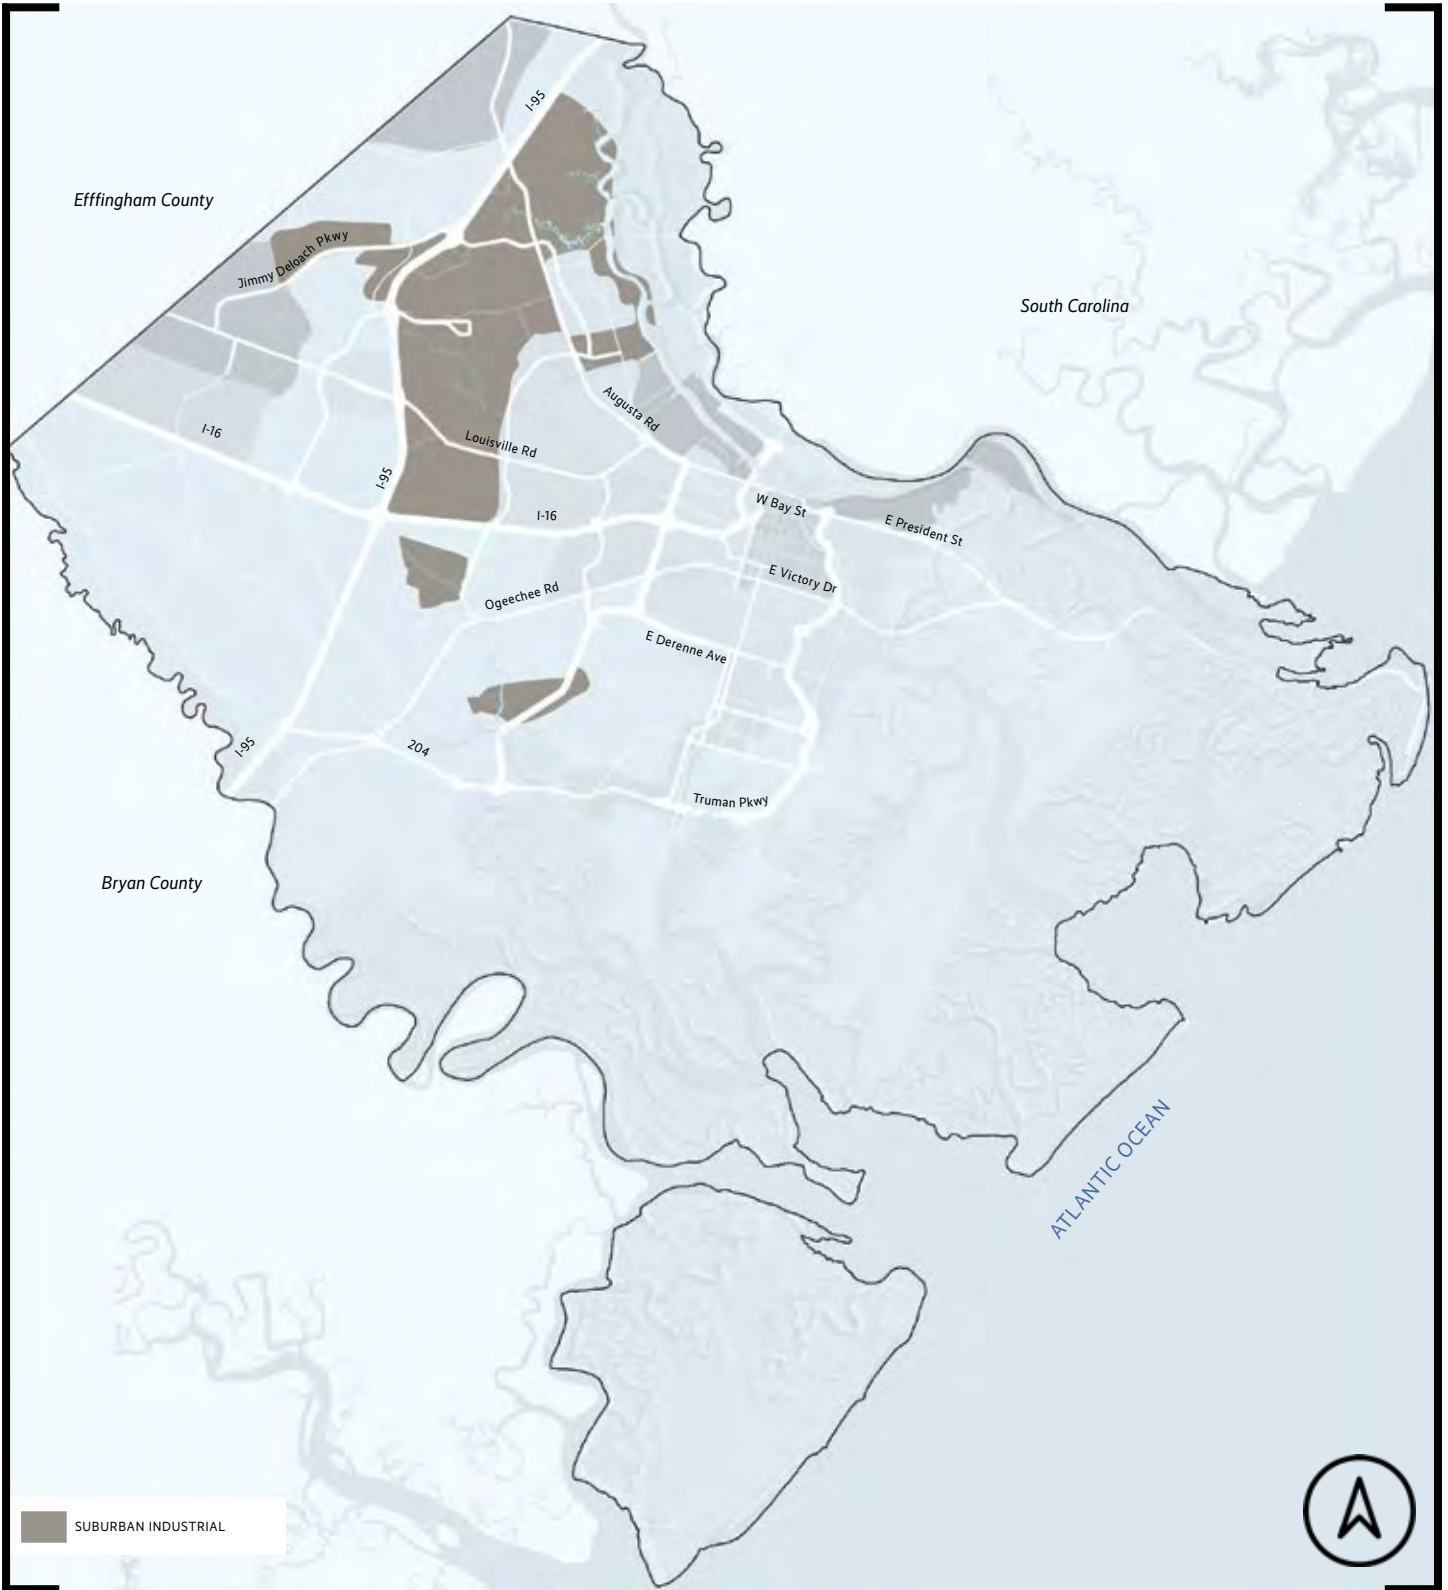 I-95
Efffingham County
Jimmy Deloach Pkwy
South Carolina
Augusta Rd
I-16
Louisville Rd
I-95
W Bay St
I-16
E President St
E Victory Dr
Ogeechee Rd
E Derenne Ave
I-95
204
Truman Pkwy
Bryan County
ATLANTIC OCEAN
SUBURBAN INDUSTRIAL